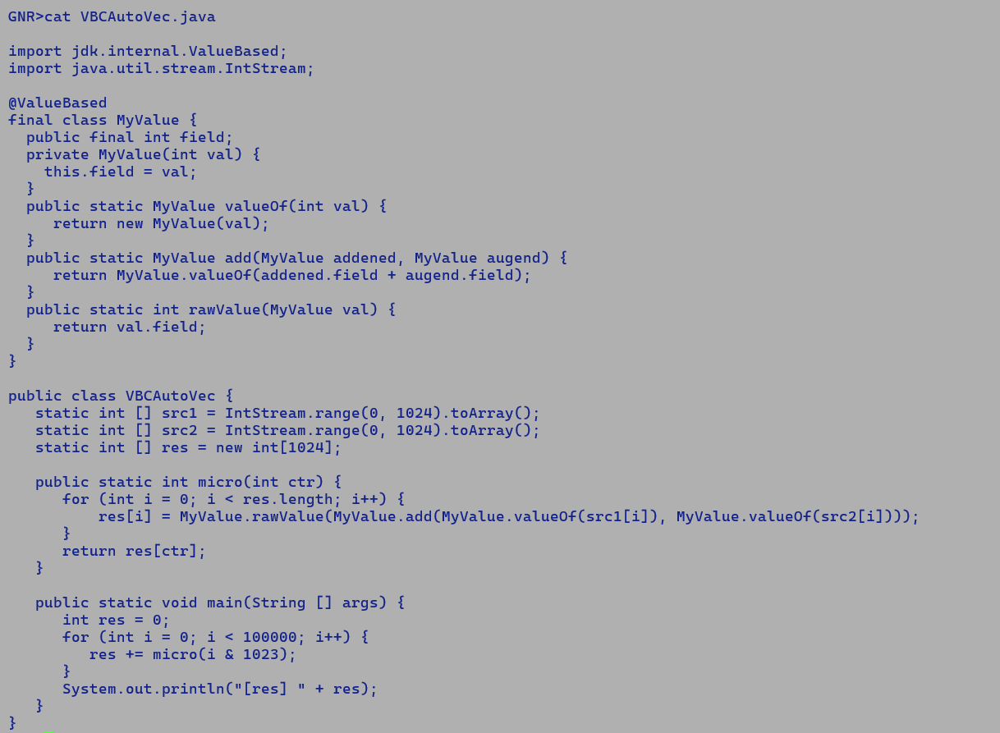 GNR>cat VBCAutoVec.java

import jdk.internal.ValueBased;
import java.util.stream.IntStream;

@ValueBased
final class MyValue {
  public final int field;
  private MyValue(int val) {
    this.field = val;
  }
  public static MyValue valueOf(int val) {
     return new MyValue(val);
  }
  public static MyValue add(MyValue addened, MyValue augend) {
     return MyValue.valueOf(addened.field + augend.field);
  }
  public static int rawValue(MyValue val) {
     return val.field;
  }
}

public class VBCAutoVec {
   static int [] src1 = IntStream.range(0, 1024).toArray();
   static int [] src2 = IntStream.range(0, 1024).toArray();
   static int [] res = new int[1024];

   public static int micro(int ctr) {
      for (int i = 0; i < res.length; i++) {
          res[i] = MyValue.rawValue(MyValue.add(MyValue.valueOf(src1[i]), MyValue.valueOf(src2[i])));
      }
      return res[ctr];
   }

   public static void main(String [] args) {
      int res = 0;
      for (int i = 0; i < 100000; i++) {
         res += micro(i & 1023);
      }
      System.out.println("[res] " + res);
   }
}